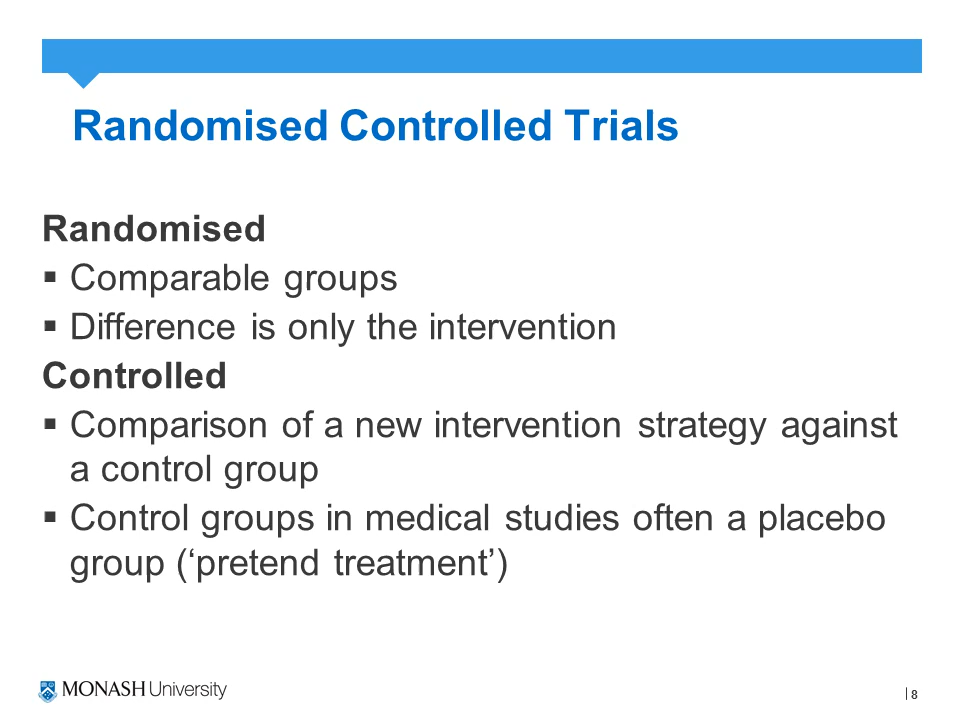 Randomised Controlled Trials
Randomised
▪ Comparable groups
▪ Difference is only the intervention
Controlled
▪ Comparison of a new intervention strategy against
a control group
▪ Control groups in medical studies often a placebo
group (‘pretend treatment’)
MONASH University
| 8